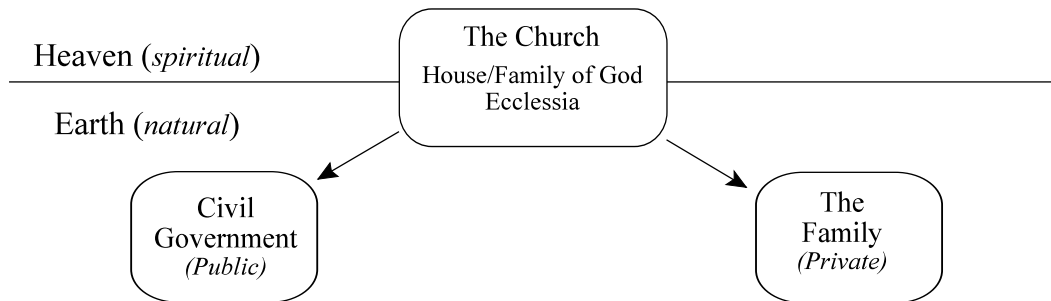 Heaven (spiritual)
The Church
House/Family of God
Ecclessia
Earth (natural)
Civil
Government
(Public)
The
Family
(Private)